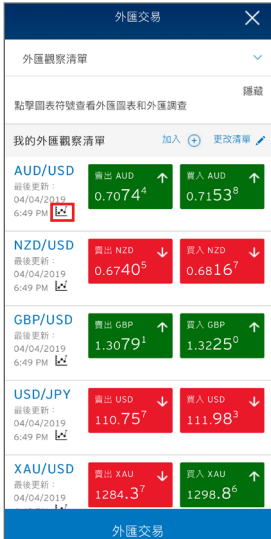 外匯交易
外匯觀察清單
隱藏
點擊圖表符號查看外匯圖表和外匯調查
我的外匯觀察清單 加入 更改清單
AUD/USD
最後更新：
04/04/2019
6:49 PM
賣出 AUD
0.7074⁴
買入 AUD
0.7153⁸
NZD/USD
最後更新：
04/04/2019
6:49 PM
賣出 NZD
0.6740⁵
買入 NZD
0.6816⁷
GBP/USD
最後更新：
04/04/2019
6:49 PM
賣出 GBP
1.3079¹
買入 GBP
1.3225⁰
USD/JPY
最後更新：
04/04/2019
6:49 PM
賣出 USD
110.75⁷
買入 USD
111.98³
XAU/USD
最後更新：
04/04/2019
賣出 XAU
1284.3⁷
買入 XAU
1298.8⁶
外匯交易